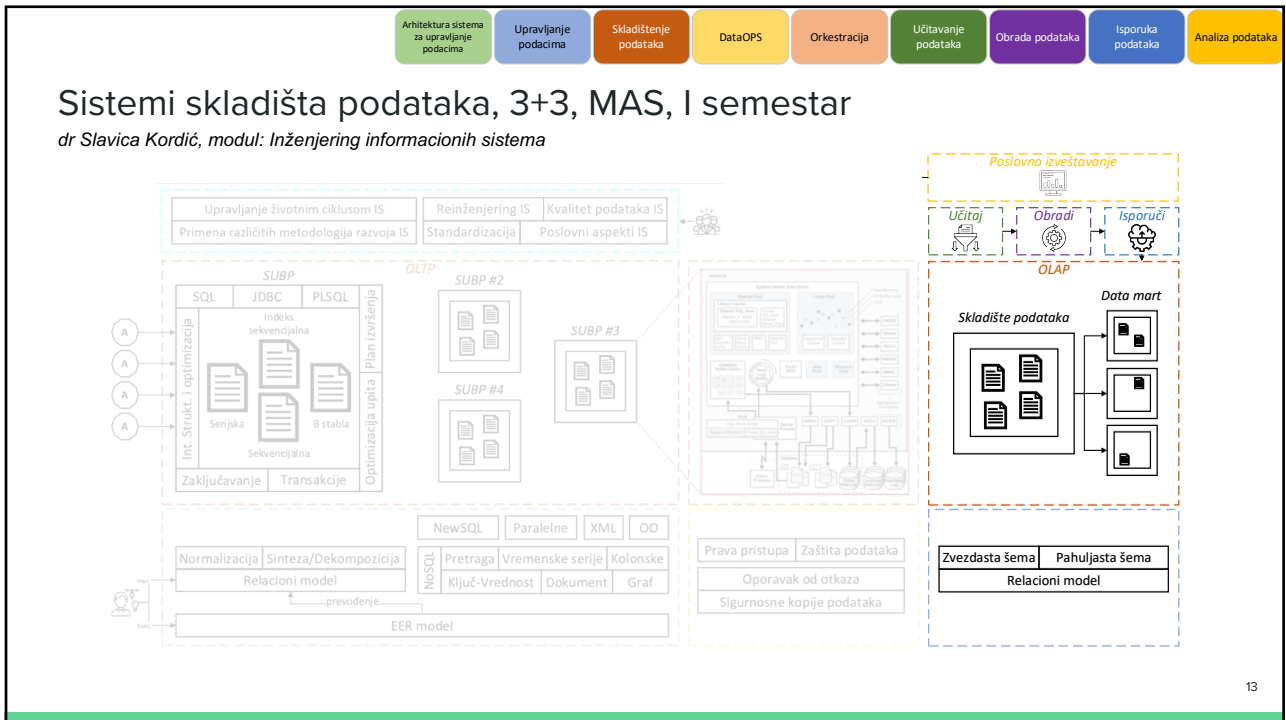 Arhitektura sistema
za upravljanje
podacima
Upravljanje
podacima
Skladištenje
podataka
DataOPS
Orkestracija
Učitavanje
podataka
Obrada podataka
Isporuka
podataka
Analiza podataka
Sistemi skladišta podataka, 3+3, MAS, I semestar
dr Slavica Kordić, modul: Inženjering informacionih sistema
Poslovno izveštavanje
Učitaj
Obradi
Isporuči
Upravljanje životnim ciklusom IS
Reinženjering IS
Kvalitet podataka IS
Primena različitih metodologija razvoja IS
Standardizacija
Poslovni aspekti IS
OLTP
SUBP
SQL
JDBC
PLSQL
Indeks
sekvencijalna
Serijska
B stabla
Sekvencijalna
Int. Strukt. i optimizacija
Plan izvršenja
Optimizacija upita
Zaključavanje
Transakcije
A
A
A
A
SUBP #2
SUBP #3
SUBP #4
OLAP
Data mart
Skladište podataka
NewSQL
Paralelne
XML
OO
Normalizacija
Sinteza/Dekompozicija
Relacioni model
NoSQL
Pretraga
Vremenske serije
Kolonske
Ključ-Vrednost
Dokument
Graf
prevođenje
EER model
Prava pristupa
Zaštita podataka
Oporavak od otkaza
Sigurnosne kopije podataka
Zvezdasta šema
Pahuljasta šema
Relacioni model
13